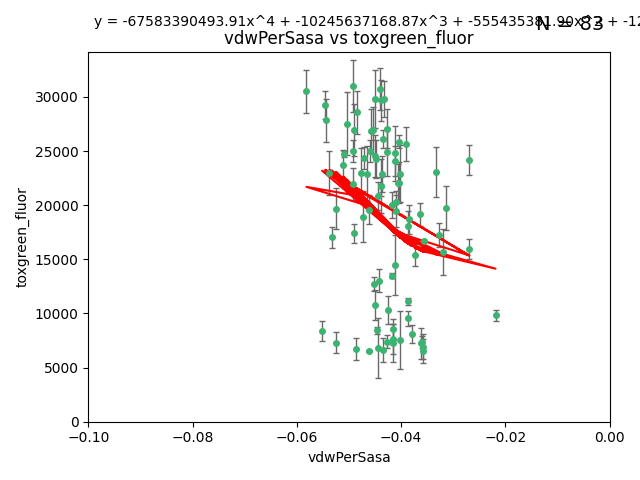 y = -67583390493.91x^4 + -10245637168.87x^3 + 
N = 83
vdwPerSasa vs toxgreen_fluor
toxgreen_fluor
30000
25000
20000
15000
10000
5000
0
−0.10
−0.08
−0.06
−0.04
−0.02
0.00
vdwPerSasa